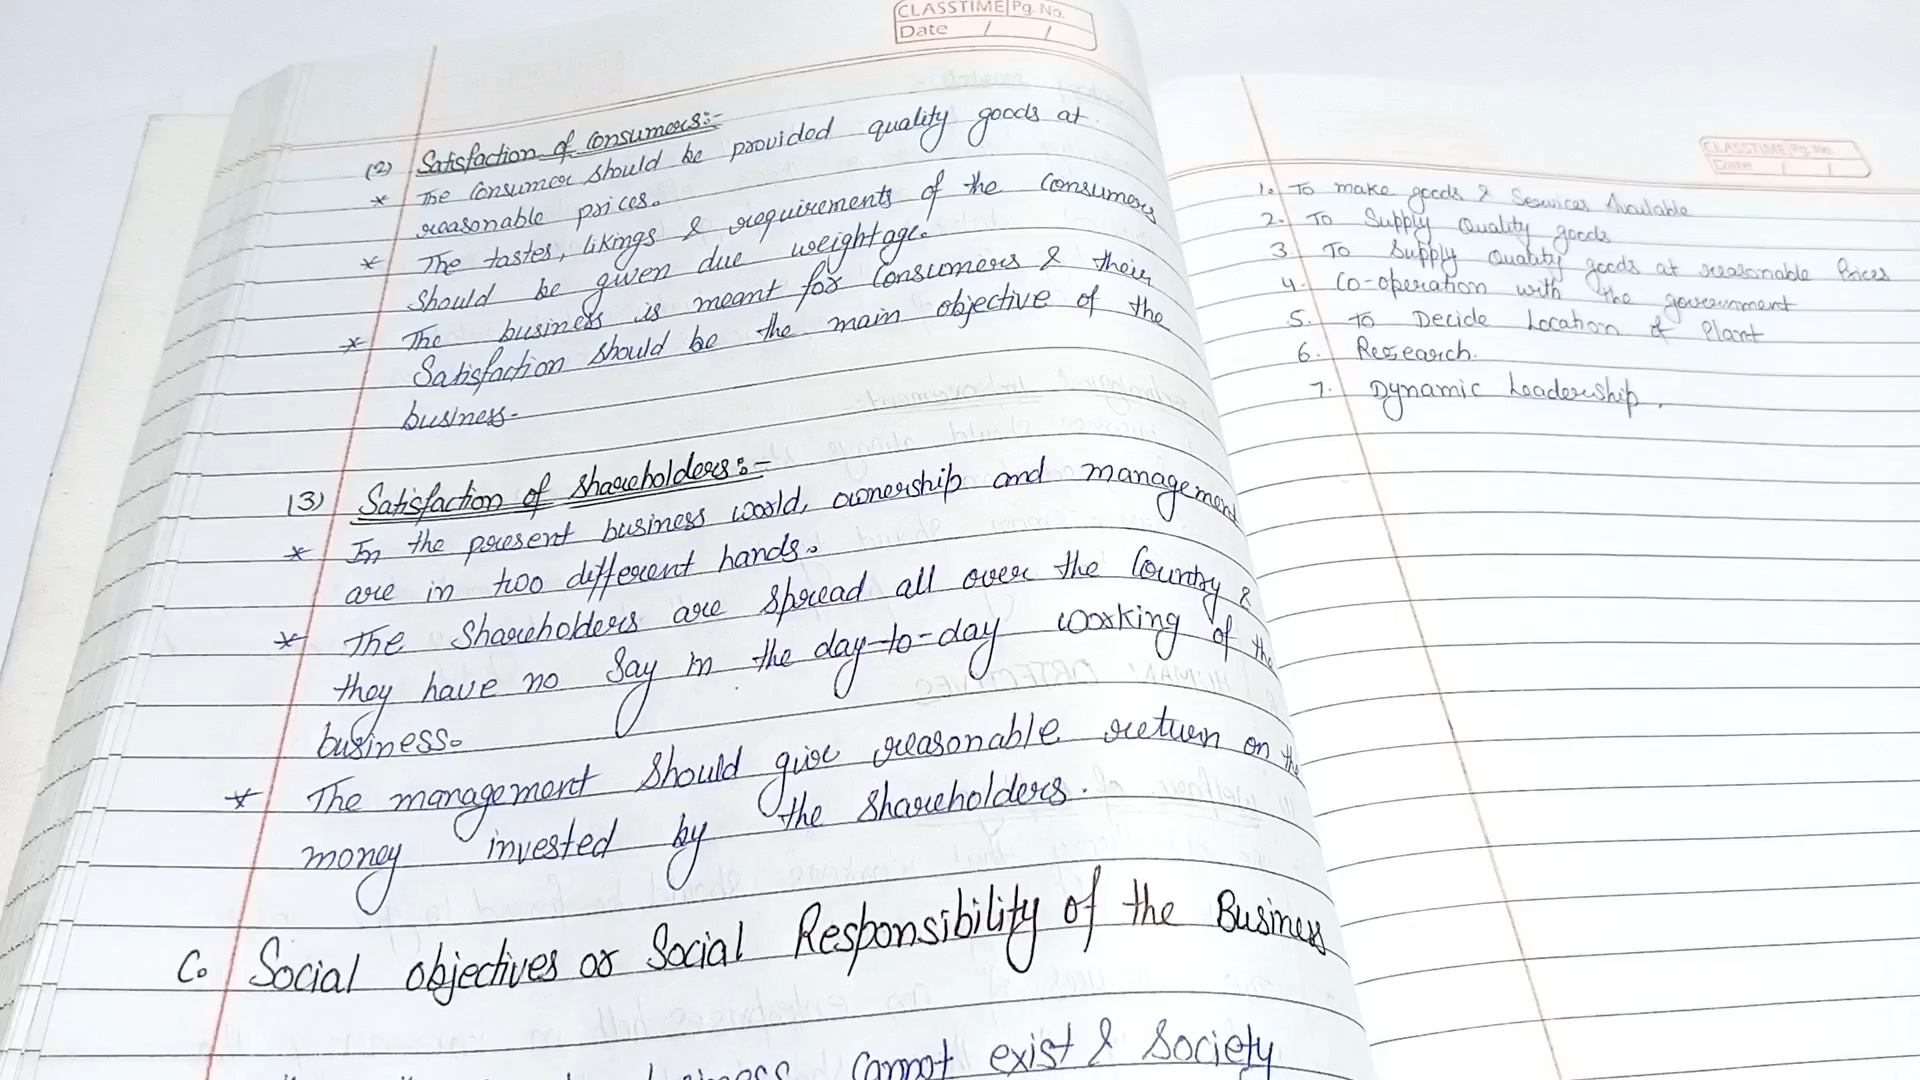 CLASSTIME Pg. No.
Date / /
(2) Satisfaction of Consumers:-
* The Consumer should be provided quality goods at
reasonable prices.
* The tastes, likings & requirements of the Consumers
should be given due weightage.
* The business is meant for Consumers & their
Satisfaction should be the main objective of the
business.
(3) Satisfaction of shareholders:-
* In the present business world, ownership and management
are in two different hands.
* The Shareholders are spread all over the Country &
they have no say in the day-to-day working of the
business.
* The management should give reasonable return on the
money invested by the shareholders.
C. Social objectives or Social Responsibility of the Business
cannot exist & Society
CLASSTIME Pg. No.
Date / /
1. To make goods & Services Available
2. To Supply Quality goods
3. To Supply Quality goods at reasonable Prices
4. Co-operation with the government
5. To Decide Location of Plant
6. Research.
7. Dynamic Leadership.